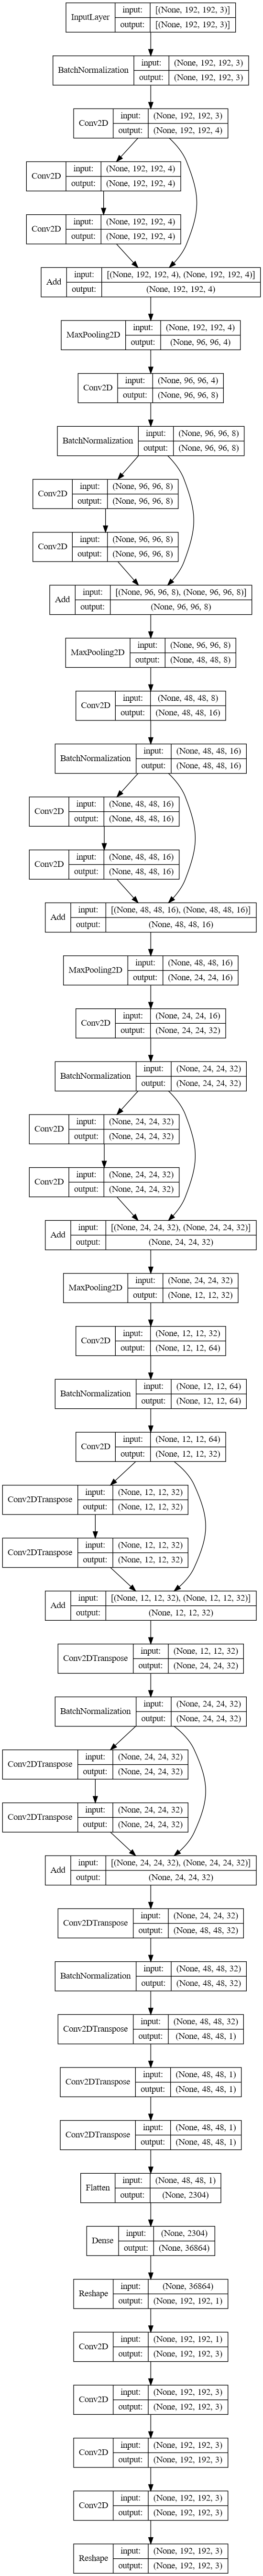 InputLayer input: [(None, 192, 192, 3)]
output: [(None, 192, 192, 3)]
BatchNormalization input: (None, 192, 192, 3)
output: (None, 192, 192, 3)
Conv2D input: (None, 192, 192, 3)
output: (None, 192, 192, 4)
Conv2D input: (None, 192, 192, 4)
output: (None, 192, 192, 4)
Conv2D input: (None, 192, 192, 4)
output: (None, 192, 192, 4)
Add input: [(None, 192, 192, 4), (None, 192, 192, 4)]
output: (None, 192, 192, 4)
MaxPooling2D input: (None, 192, 192, 4)
output: (None, 96, 96, 4)
Conv2D input: (None, 96, 96, 4)
output: (None, 96, 96, 8)
BatchNormalization input: (None, 96, 96, 8)
output: (None, 96, 96, 8)
Conv2D input: (None, 96, 96, 8)
output: (None, 96, 96, 8)
Conv2D input: (None, 96, 96, 8)
output: (None, 96, 96, 8)
Add input: [(None, 96, 96, 8), (None, 96, 96, 8)]
output: (None, 96, 96, 8)
MaxPooling2D input: (None, 96, 96, 8)
output: (None, 48, 48, 8)
Conv2D input: (None, 48, 48, 8)
output: (None, 48, 48, 16)
BatchNormalization input: (None, 48, 48, 16)
output: (None, 48, 48, 16)
Conv2D input: (None, 48, 48, 16)
output: (None, 48, 48, 16)
Conv2D input: (None, 48, 48, 16)
output: (None, 48, 48, 16)
Add input: [(None, 48, 48, 16), (None, 48, 48, 16)]
output: (None, 48, 48, 16)
MaxPooling2D input: (None, 48, 48, 16)
output: (None, 24, 24, 16)
Conv2D input: (None, 24, 24, 16)
output: (None, 24, 24, 32)
BatchNormalization input: (None, 24, 24, 32)
output: (None, 24, 24, 32)
Conv2D input: (None, 24, 24, 32)
output: (None, 24, 24, 32)
Conv2D input: (None, 24, 24, 32)
output: (None, 24, 24, 32)
Add input: [(None, 24, 24, 32), (None, 24, 24, 32)]
output: (None, 24, 24, 32)
MaxPooling2D input: (None, 24, 24, 32)
output: (None, 12, 12, 32)
Conv2D input: (None, 12, 12, 32)
output: (None, 12, 12, 64)
BatchNormalization input: (None, 12, 12, 64)
output: (None, 12, 12, 64)
Conv2D input: (None, 12, 12, 64)
output: (None, 12, 12, 32)
Conv2DTranspose input: (None, 12, 12, 32)
output: (None, 12, 12, 32)
Conv2DTranspose input: (None, 12, 12, 32)
output: (None, 12, 12, 32)
Add input: [(None, 12, 12, 32), (None, 12, 12, 32)]
output: (None, 12, 12, 32)
Conv2DTranspose input: (None, 12, 12, 32)
output: (None, 24, 24, 32)
BatchNormalization input: (None, 24, 24, 32)
output: (None, 24, 24, 32)
Conv2DTranspose input: (None, 24, 24, 32)
output: (None, 24, 24, 32)
Conv2DTranspose input: (None, 24, 24, 32)
output: (None, 24, 24, 32)
Add input: [(None, 24, 24, 32), (None, 24, 24, 32)]
output: (None, 24, 24, 32)
Conv2DTranspose input: (None, 24, 24, 32)
output: (None, 48, 48, 32)
BatchNormalization input: (None, 48, 48, 32)
output: (None, 48, 48, 32)
Conv2DTranspose input: (None, 48, 48, 32)
output: (None, 48, 48, 1)
Conv2DTranspose input: (None, 48, 48, 1)
output: (None, 48, 48, 1)
Conv2DTranspose input: (None, 48, 48, 1)
output: (None, 48, 48, 1)
Flatten input: (None, 48, 48, 1)
output: (None, 2304)
Dense input: (None, 2304)
output: (None, 36864)
Reshape input: (None, 36864)
output: (None, 192, 192, 1)
Conv2D input: (None, 192, 192, 1)
output: (None, 192, 192, 3)
Conv2D input: (None, 192, 192, 3)
output: (None, 192, 192, 3)
Conv2D input: (None, 192, 192, 3)
output: (None, 192, 192, 3)
Conv2D input: (None, 192, 192, 3)
output: (None, 192, 192, 3)
Reshape input: (None, 192, 192, 3)
output: (None, 192, 192, 3)